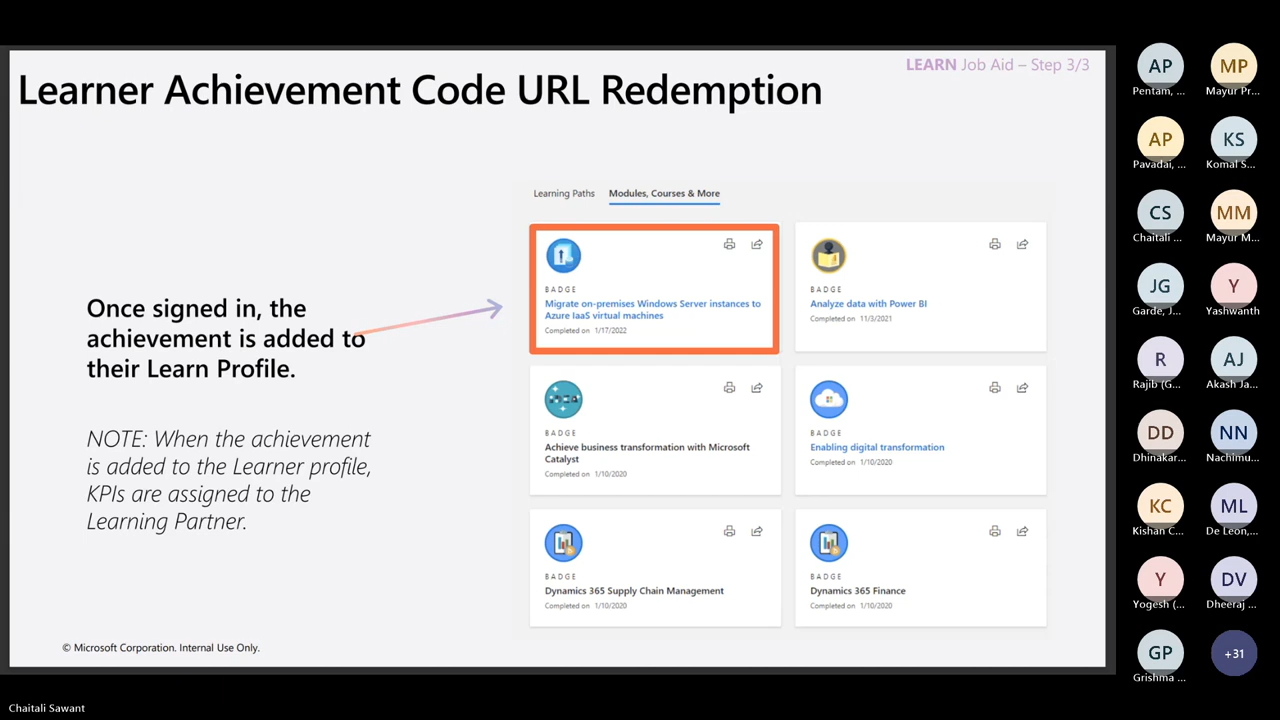 LEARN Job Aid – Step 3/3
Learner Achievement Code URL Redemption
Once signed in, the
achievement is added to
their Learn Profile.
NOTE: When the achievement
is added to the Learner profile,
KPIs are assigned to the
Learning Partner.
Learning Paths Modules, Courses & More
BADGE
Migrate on-premises Windows Server instances to
Azure IaaS virtual machines
Completed on 1/17/2022
BADGE
Analyze data with Power BI
Completed on 11/3/2021
BADGE
Achieve business transformation with Microsoft
Catalyst
Completed on 1/10/2020
BADGE
Enabling digital transformation
Completed on 1/10/2020
BADGE
Dynamics 365 Supply Chain Management
Completed on 1/10/2020
BADGE
Dynamics 365 Finance
Completed on 1/10/2020
© Microsoft Corporation. Internal Use Only.
AP
Pentam, ...
MP
Mayur Pr...
AP
Pavadai, ...
KS
Komal S...
CS
Chaitali ...
MM
Mayur M...
JG
Garde, J...
Y
Yashwanth
R
Rajib (G...
AJ
Akash Ja...
DD
Dhinakar...
NN
Nachimu...
KC
Kishan C...
ML
De Leon,...
Y
Yogesh (...
DV
Dheeraj ...
GP
Grishma ...
+31
Chaitali Sawant